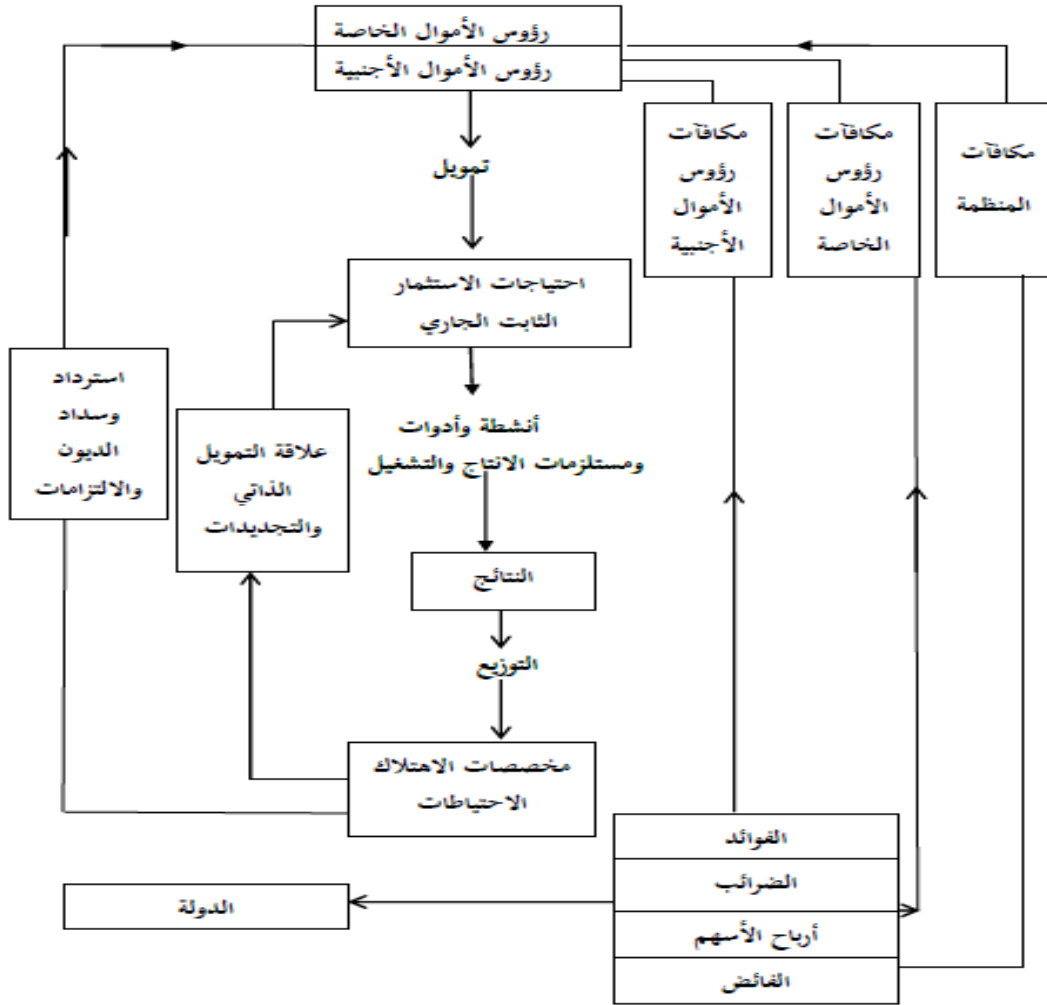 رؤوس الأموال الخاصة
رؤوس الأموال الأجنبية
مكافآت
المنظمة
مكافآت
رؤوس
الأموال
الخاصة
مكافآت
رؤوس
الأموال
الأجنبية
تمويل
احتياجات الاستثمار
الثابت الجاري
استرداد
وسداد
الديون
والالتزامات
علاقة التمويل
الذاتي
والتجديدات
أنشطة وأدوات
ومستلزمات الانتاج والتشغيل
النتائج
التوزيع
مخصصات الاهتلاك
الاحتياطات
الفوائد
الضرائب
أرباح الأسهم
الفائض
الدولة